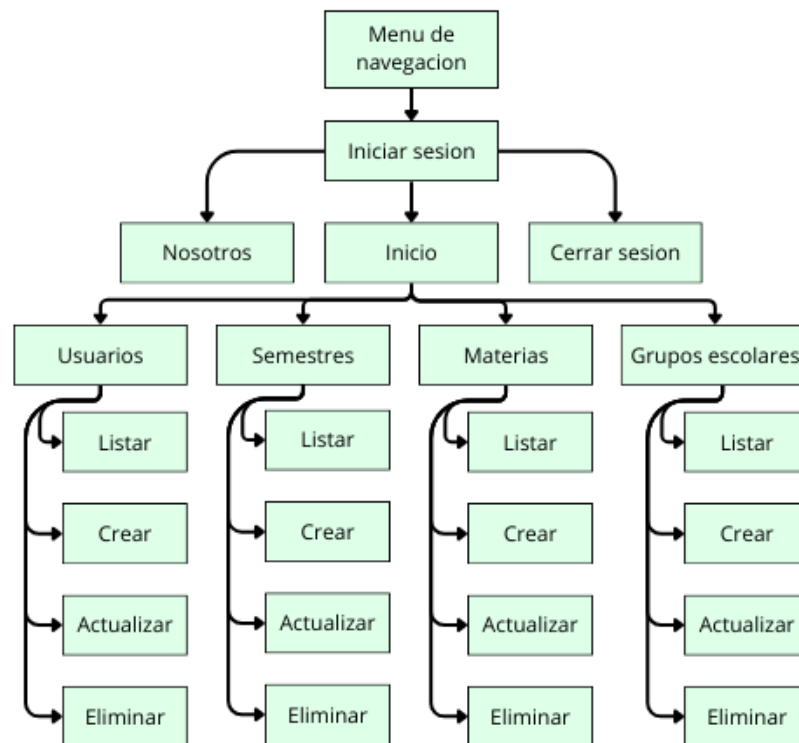 Menu de
navegacion
Iniciar sesion
Nosotros
Inicio
Cerrar sesion
Usuarios
Semestres
Materias
Grupos escolares
Listar
Listar
Listar
Listar
Crear
Crear
Crear
Crear
Actualizar
Actualizar
Actualizar
Actualizar
Eliminar
Eliminar
Eliminar
Eliminar